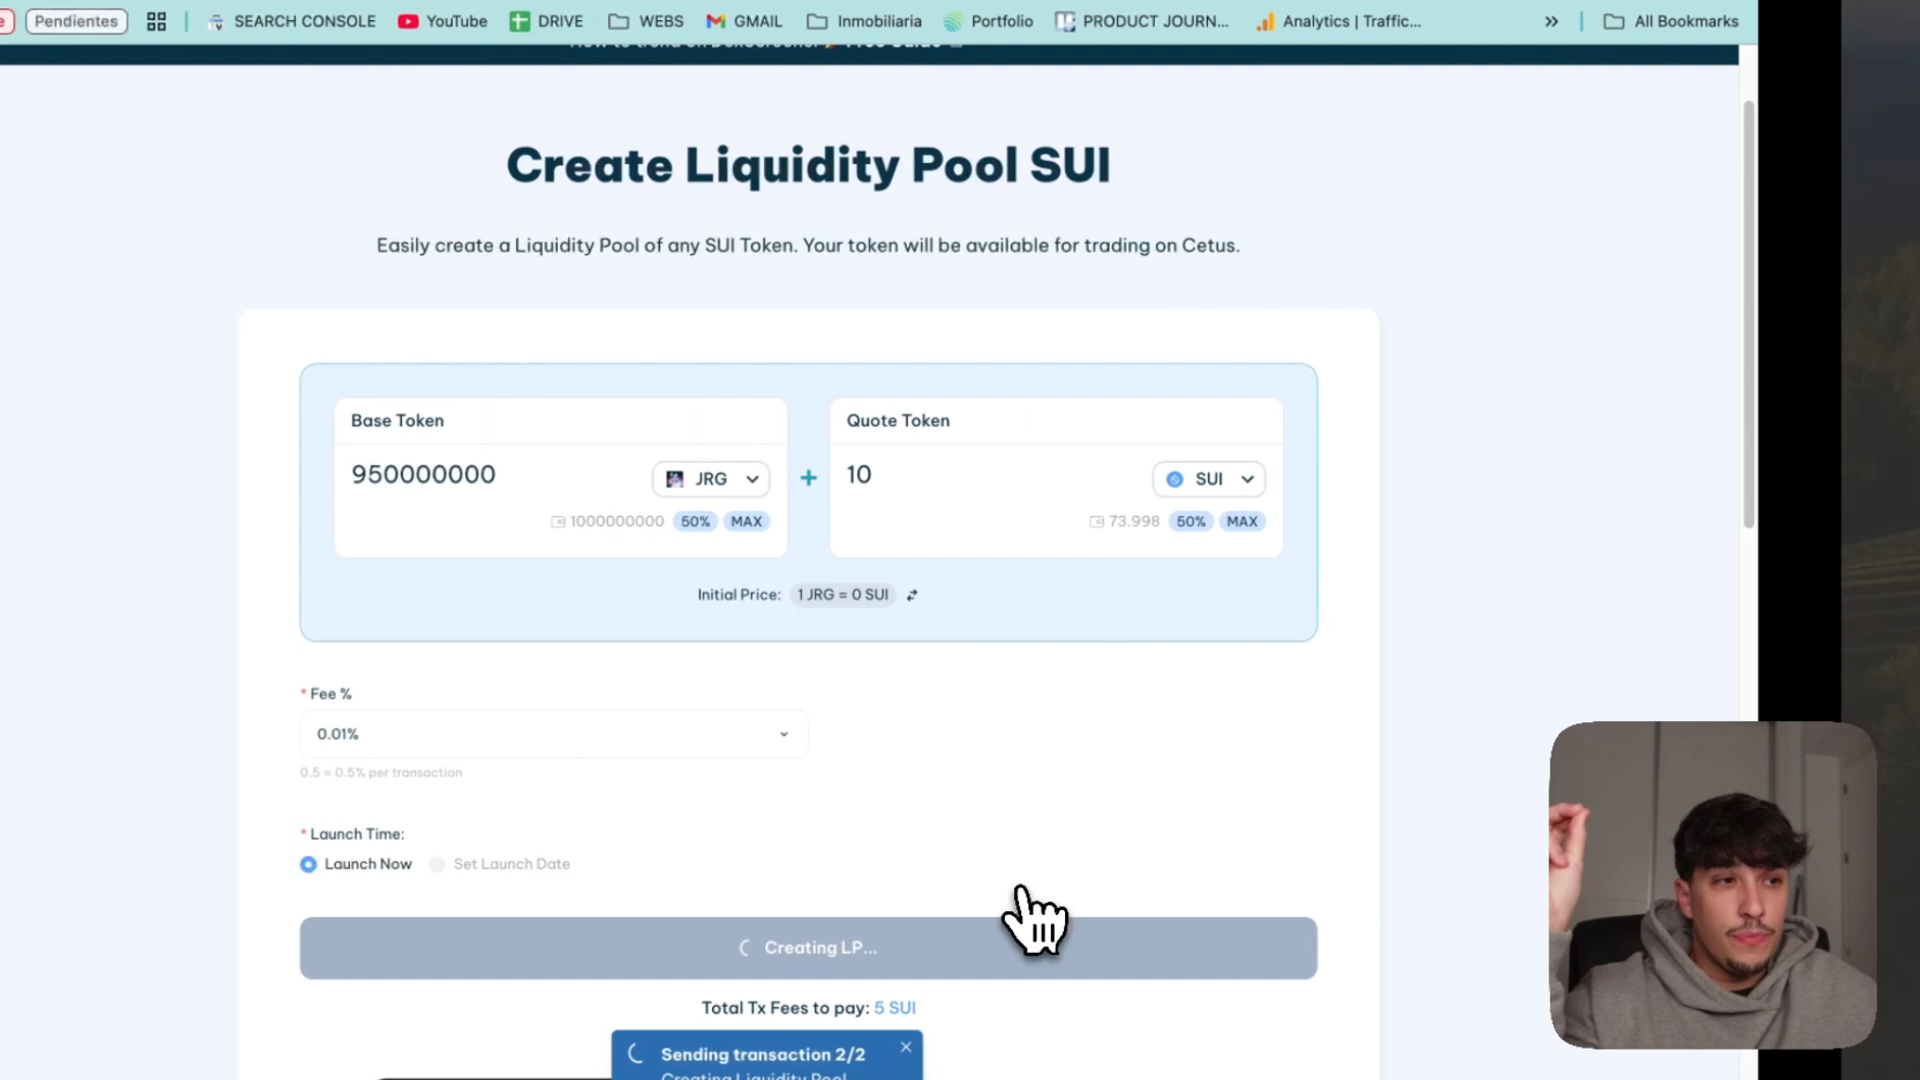 Pendientes
SEARCH CONSOLE
YouTube
DRIVE
WEBS
GMAIL
Inmobiliaria
Portfolio
PRODUCT JOURN...
Analytics | Traffic...
»
All Bookmarks
Create Liquidity Pool SUI
Easily create a Liquidity Pool of any SUI Token. Your token will be available for trading on Cetus.
Base Token
950000000
JRG
1000000000 50% MAX
+
Quote Token
10
SUI
73.998 50% MAX
Initial Price: 1 JRG = 0 SUI
* Fee %
0.01%
0.5 = 0.5% per transaction
* Launch Time:
Launch Now
Set Launch Date
Creating LP...
Total Tx Fees to pay: 5 SUI
Sending transaction 2/2
Creating Liquidity Pool